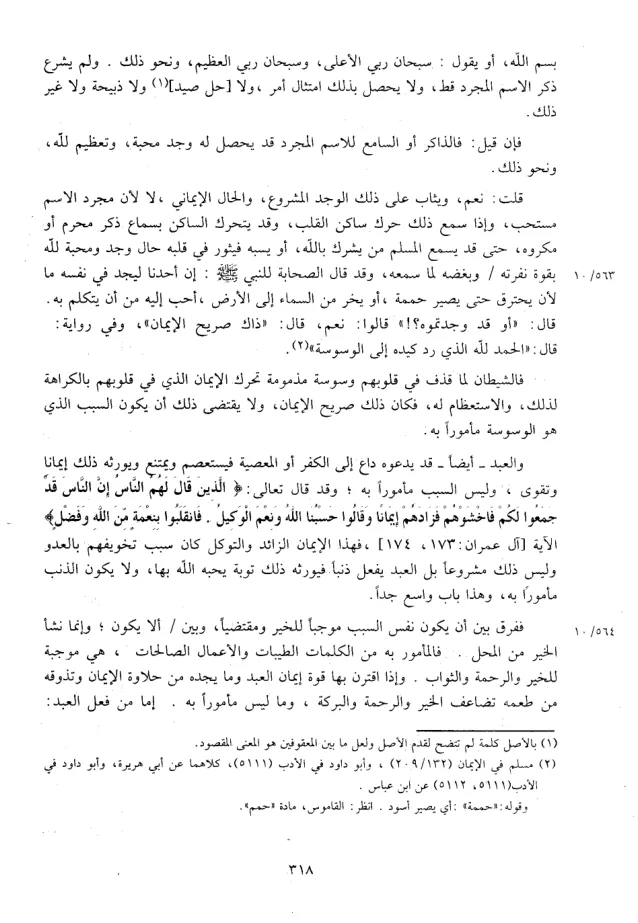 بسم الله، أو يقول : سبحان ربي الأعلى، وسبحان ربي العظيم، ونحو ذلك . ولم يشرع
ذكر الاسم المجرد قط، ولا يحصل بذلك امتثال أمر ،ولا [حل صيد](١) ولا ذبيحة ولا غير
ذلك.
فإن قيل: فالذاكر أو السامع للاسم المجرد قد يحصل له وجد محبة، وتعظيم لله،
ونحو ذلك.
قلت: نعم، ويثاب على ذلك الوجد المشروع، والحال الإيماني ،لا لأن مجرد الاسم
مستحب، وإذا سمع ذلك حرك ساكن القلب، وقد يتحرك الساكن بسماع ذكر محرم أو
مكروه، حتى قد يسمع المسلم من يشرك بالله، أو يسبه فيثور في قلبه حال وجد ومحبة لله
١٠/٥٦٣ بقوة نفرته / وبغضه لما سمعه، وقد قال الصحابة للنبي ﷺ : إن أحدنا ليجد في نفسه ما
لأن يحترق حتى يصير حممة ،أو يخر من السماء إلى الأرض ،أحب إليه من أن يتكلم به.
قال: «أو قد وجدتموه؟!» قالوا: نعم، قال: «ذاك صريح الإيمان»، وفي رواية:
قال:«الحمد لله الذي رد كيده إلى الوسوسة»(٢).
فالشيطان لما قذف في قلوبهم وسوسة مذمومة تحرك الإيمان الذي في قلوبهم بالكراهة
لذلك، والاستعظام له، فكان ذلك صريح الإيمان، ولا يقتضى ذلك أن يكون السبب الذي
هو الوسوسة مأموراً به.
والعبد ـ أيضاً ـ قد يدعوه داع إلى الكفر أو المعصية فيستعصم ويمتنع ويورثه ذلك إيمانا
وتقوى ، وليس السبب مأموراً به ؛ وقد قال تعالى:﴿ الَّذِينَ قَالَ لَهُمُ النَّاسُ إِنَّ النَّاسَ قَدْ
جَمَعُوا لَكُمْ فَاخْشَوْهُمْ فَزَادَهُمْ إِيمَانًا وَقَالُوا حَسْبُنَا اللَّهُ وَنِعْمَ الْوَكِيلُ . فَانقَلَبُوا بِنِعْمَةٍ مِّنَ اللَّهِ وَفَضْلٍ﴾
الآية [آل عمران:١٧٣، ١٧٤] ،فهذا الإيمان الزائد والتوكل كان سبب تخويفهم بالعدو
وليس ذلك مشروعاً بل العبد يفعل ذنباً فيورثه ذلك توبة يحبه الله بها، ولا يكون الذنب
مأموراً به، وهذا باب واسع جداً.
١٠/٥٦٤ ففرق بين أن يكون نفس السبب موجباً للخير ومقتضياً، وبين / ألا يكون ؛ وإنما نشأ
الخير من المحل . فالمأمور به من الكلمات الطيبات والأعمال الصالحات ، هي موجبة
للخير والرحمة والثواب . وإذا اقترن بها قوة إيمان العبد وما يجده من حلاوة الإيمان وتذوقه
من طعمه تضاعف الخير والرحمة والبركة ، وما ليس مأموراً به . إما من فعل العبد:
(١) بالأصل كلمة لم تتضح لقدم الأصل ولعل ما بين المعقوفين هو المعنى المقصود.
(٢) مسلم في الإيمان (٢٠٩/١٣٢) ، وأبو داود في الأدب (٥١١١)، كلاهما عن أبي هريرة، وأبو داود في
الأدب(٥١١١، ٥١١٢) عن ابن عباس .
وقوله:«حممة» :أي يصير أسود . انظر: القاموس، مادة «حمم».
٣١٨